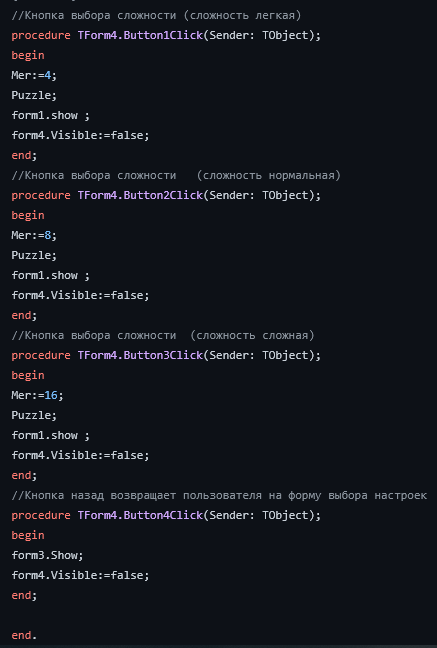 //Кнопка выбора сложности (сложность легкая)
procedure TForm4.Button1Click(Sender: TObject);
begin
Mer:=4;
Puzzle;
form1.show ;
form4.Visible:=false;
end;
//Кнопка выбора сложности   (сложность нормальная)
procedure TForm4.Button2Click(Sender: TObject);
begin
Mer:=8;
Puzzle;
form1.show ;
form4.Visible:=false;
end;
//Кнопка выбора сложности  (сложность сложная)
procedure TForm4.Button3Click(Sender: TObject);
begin
Mer:=16;
Puzzle;
form1.show ;
form4.Visible:=false;
end;
//Кнопка назад возвращает пользователя на форму выбора настроек
procedure TForm4.Button4Click(Sender: TObject);
begin
form3.Show;
form4.Visible:=false;
end;
end.